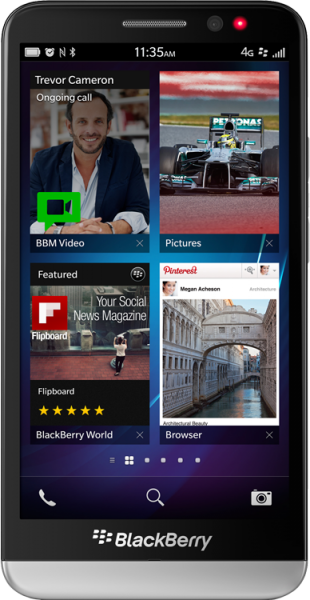 11:35AM
4G
Trevor Cameron
Ongoing call
BBM Video
PETRONAS
Pictures
Featured
Your Social
News Magazine
Flipboard
Flipboard
BlackBerry World
Pinterest
Megan Acheson
Architecture
Architectural Beauty
Browser
BlackBerry